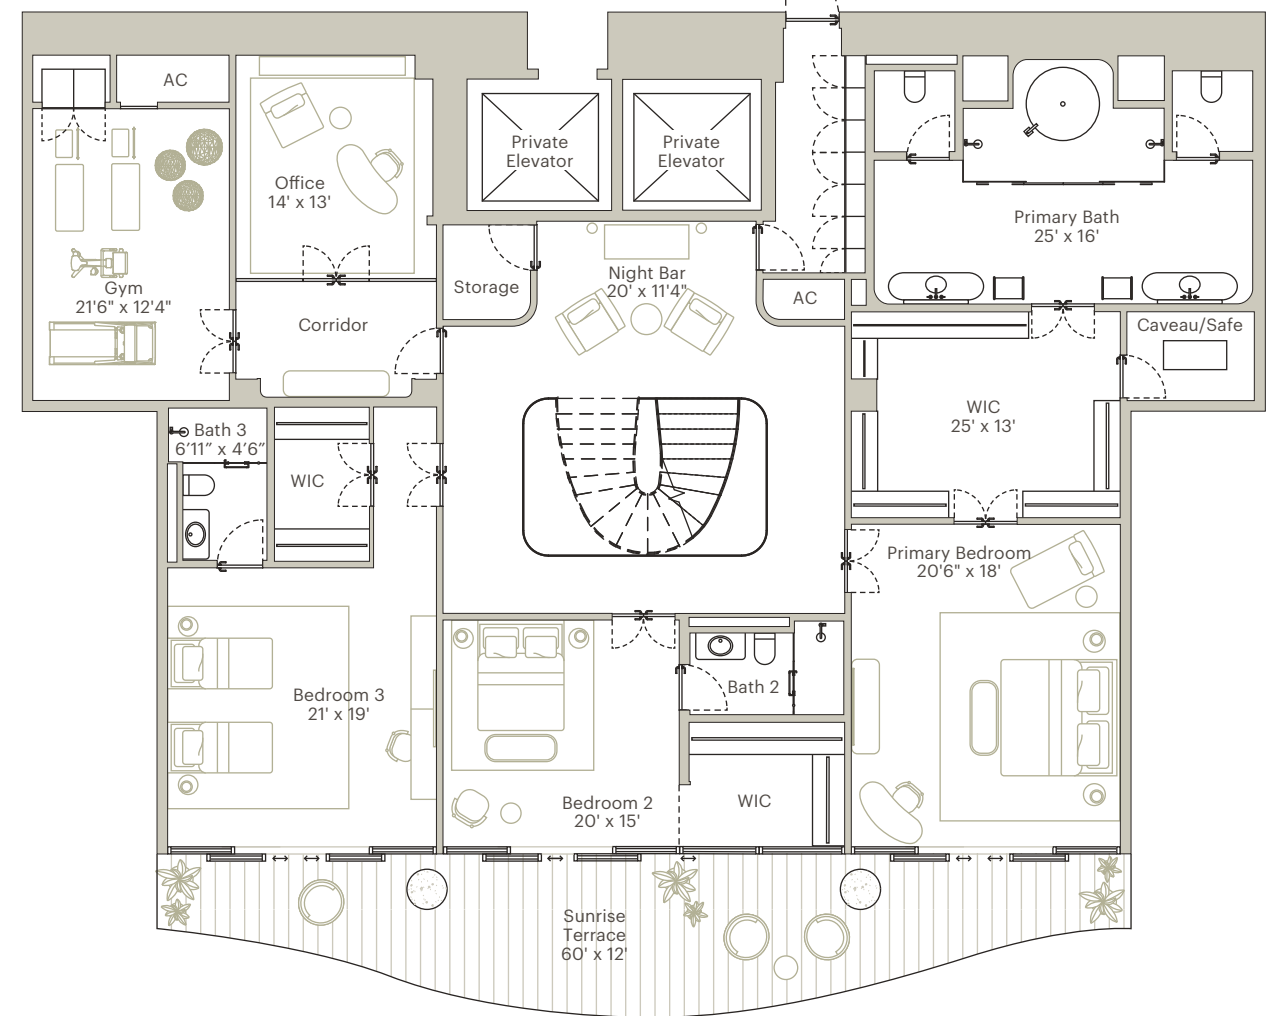 AC
Office
14' x 13'
Private
Elevator
Private
Elevator
Primary Bath
25' x 16'
Gym
21'6" x 12'4"
Storage
Night Bar
20' x 11'4"
AC
Corridor
Caveau/Safe
WIC
25' x 13'
Bath 3
6’11” x 4’6”
WIC
Primary Bedroom
20'6" x 18'
Bedroom 3
21' x 19'
Bath 2
Bedroom 2
20' x 15'
WIC
Sunrise
Terrace
60' x 12'